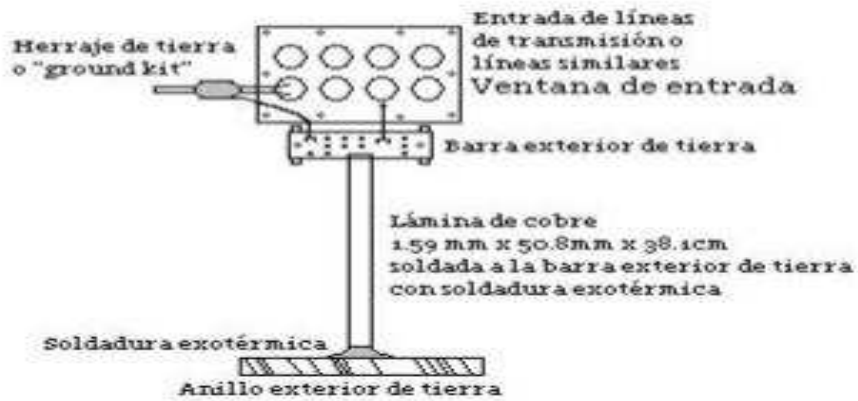 Herraje de tierra
o "ground kit"
Entrada de líneas
de transmisión o
líneas similares
Ventana de entrada
Barra exterior de tierra
Lámina de cobre
1.59 mm x 50.8mm x 38.1cm
soldada a la barra exterior de tierra
con soldadura exotérmica
Soldadura exotérmica
Anillo exterior de tierra